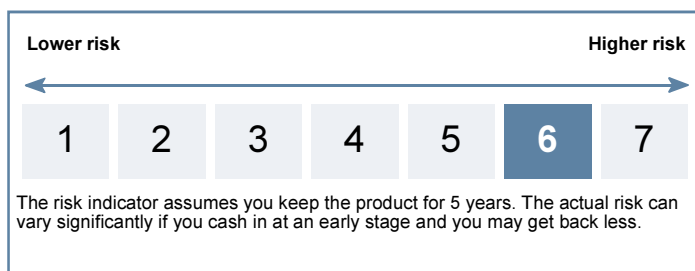 Lower risk Higher risk
1 2 3 4 5 6 7
The risk indicator assumes you keep the product for 5 years. The actual risk can
vary significantly if you cash in at an early stage and you may get back less.